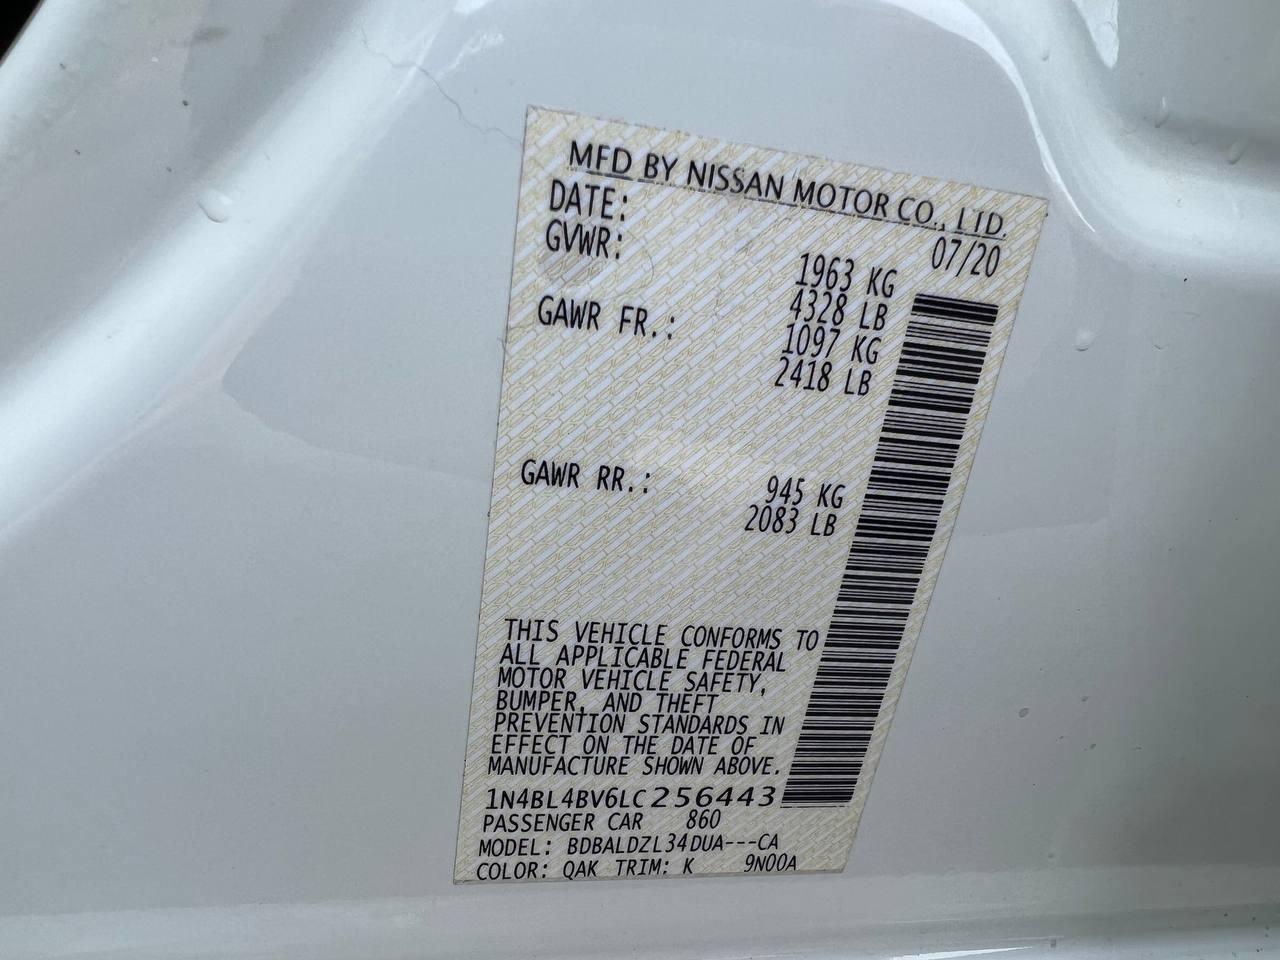 MFD BY NISSAN MOTOR CO., LTD.
DATE: 07/20
GVWR: 1963 KG
4328 LB
GAWR FR.: 1097 KG
2418 LB
GAWR RR.: 945 KG
2083 LB
THIS VEHICLE CONFORMS TO
ALL APPLICABLE FEDERAL
MOTOR VEHICLE SAFETY,
BUMPER, AND THEFT
PREVENTION STANDARDS IN
EFFECT ON THE DATE OF
MANUFACTURE SHOWN ABOVE.
1N4BL4BV6LC256443
PASSENGER CAR 860
MODEL: BDBALDZL34DUA---CA
COLOR: QAK TRIM: K 9N00A